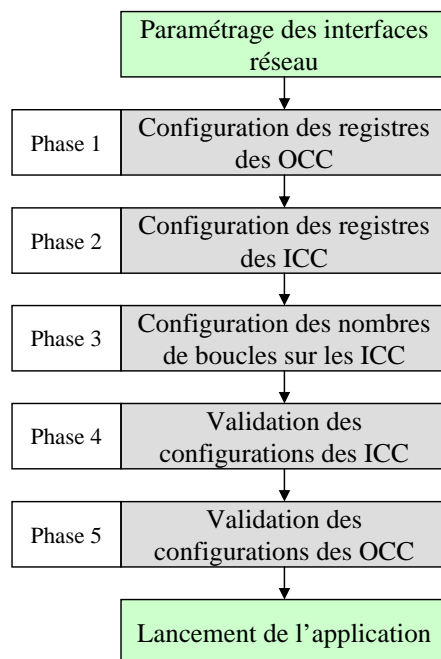 Paramétrage des interfaces
réseau
Phase 1
Configuration des registres
des OCC
Phase 2
Configuration des registres
des ICC
Phase 3
Configuration des nombres
de boucles sur les ICC
Phase 4
Validation des
configurations des ICC
Phase 5
Validation des
configurations des OCC
Lancement de l’application